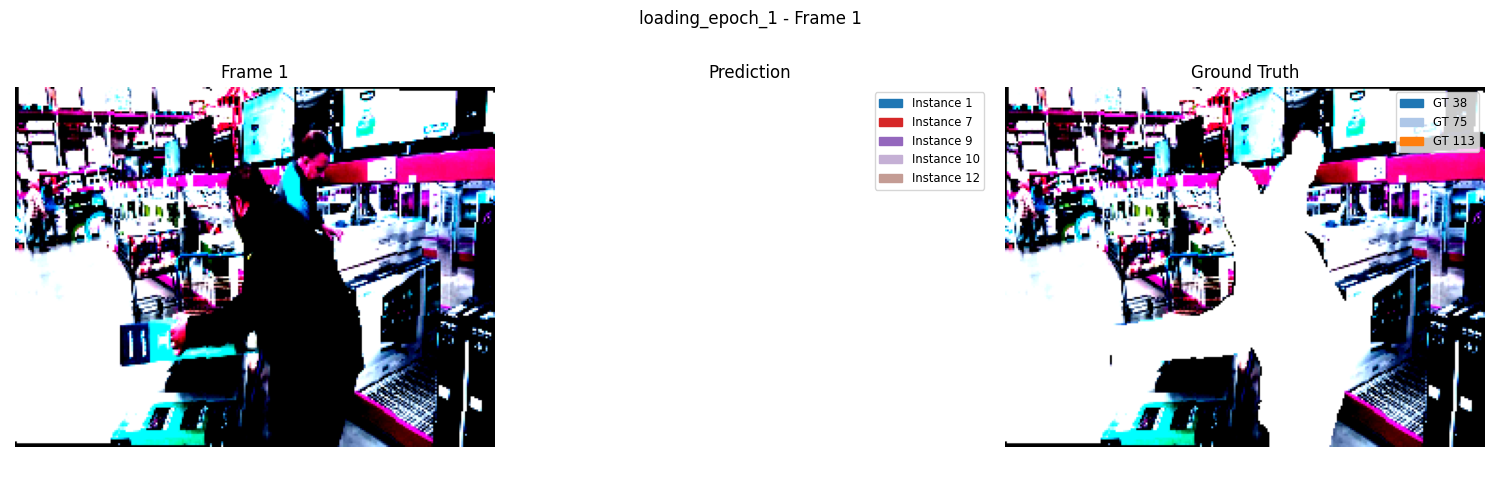 loading_epoch_1 - Frame 1
Frame 1
Prediction
Ground Truth
Instance 1
Instance 7
Instance 9
Instance 10
Instance 12
GT 38
GT 75
GT 113